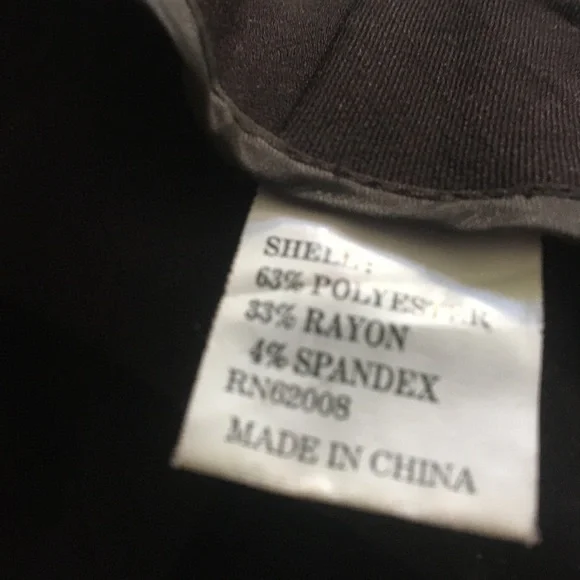 SHELL:
63% POLYESTER
33% RAYON
4% SPANDEX
RN62008
MADE IN CHINA